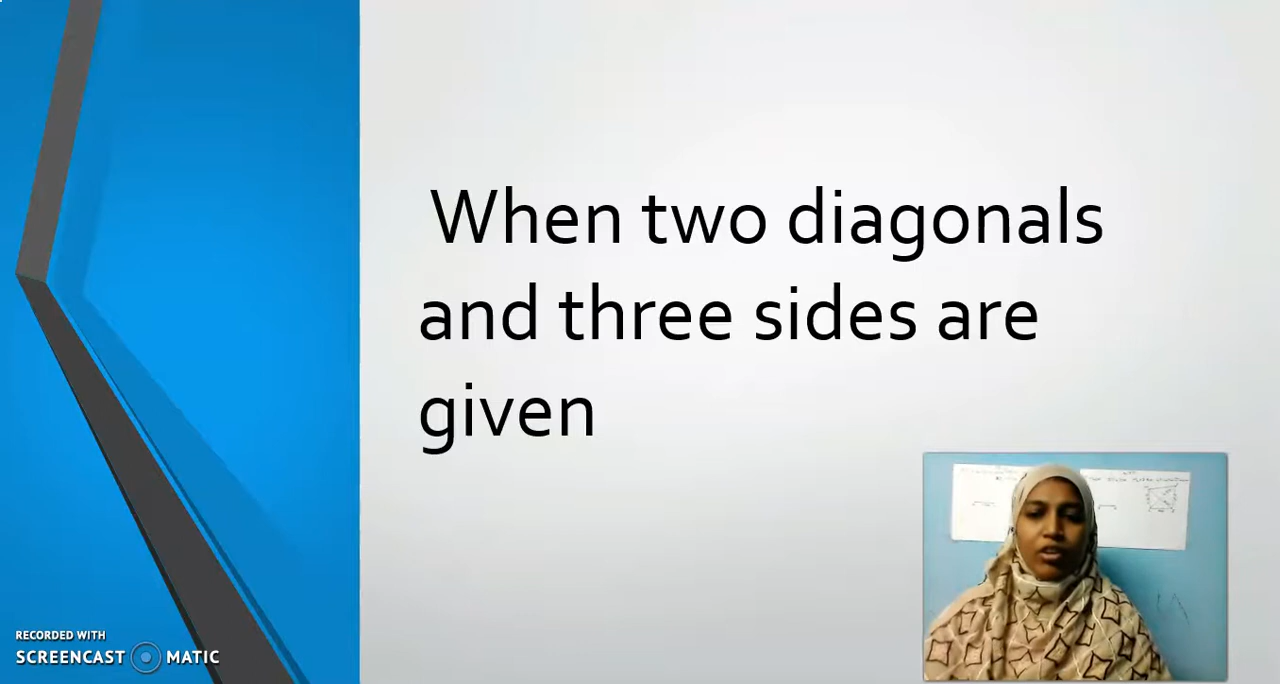 When two diagonals
and three sides are
given
RECORDED WITH
SCREENCAST MATIC